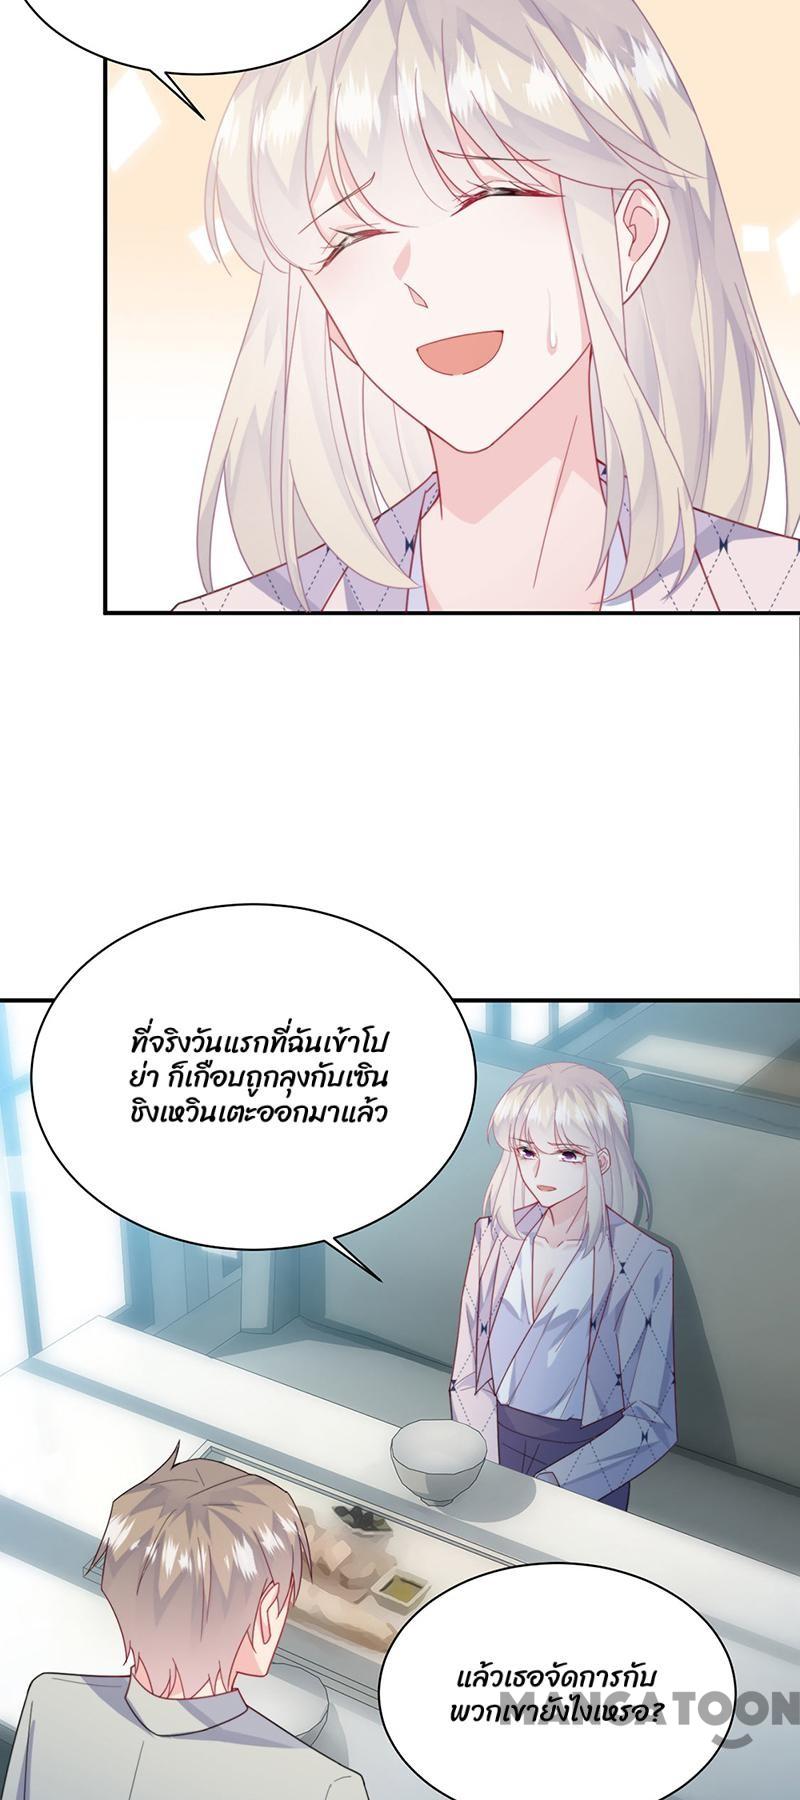 ที่จริงวันแรกที่ฉันเข้าโป
ย่า ก็เกือบถูกลุงกับเซิน
ชิงเหวินเตะออกมาแล้ว
แล้วเธอจัดการกับ
พวกเขายังไงเหรอ?
MANGATOON